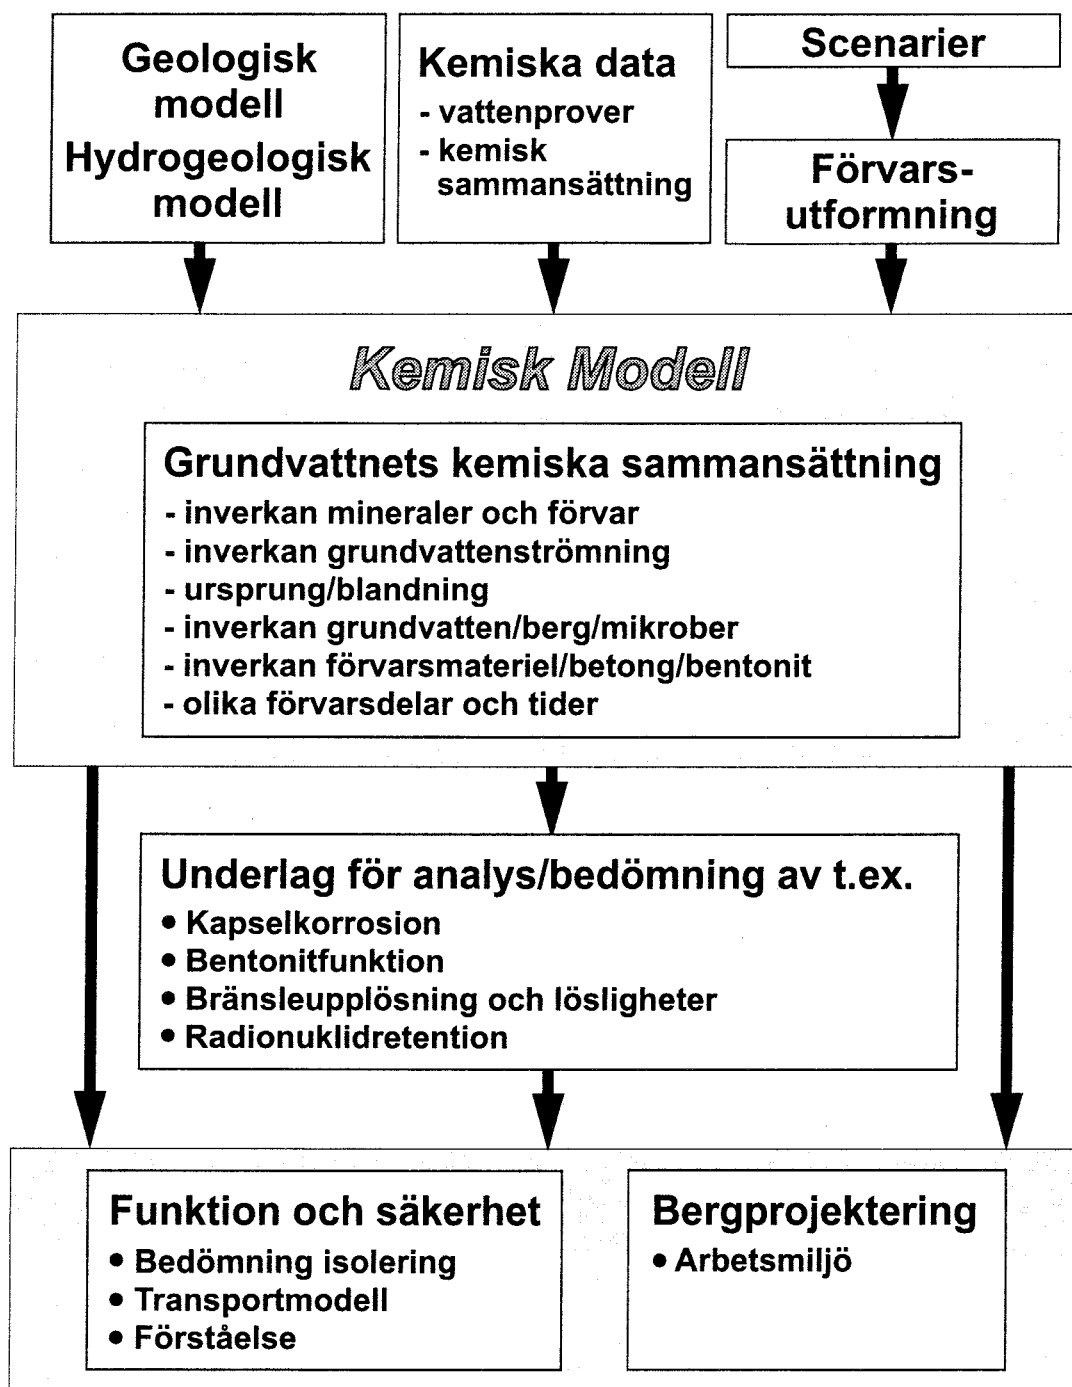 Geologisk
modell
Hydrogeologisk
modell
Kemiska data
- vattenprover
- kemisk
sammansättning
Scenarier
Förvars-
utformning
Kemisk Modell
Grundvattnets kemiska sammansättning
- inverkan mineraler och förvar
- inverkan grundvattenströmning
- ursprung/blandning
- inverkan grundvatten/berg/mikrober
- inverkan förvarsmateriel/betong/bentonit
- olika förvarsdelar och tider
Underlag för analys/bedömning av t.ex.
• Kapselkorrosion
• Bentonitfunktion
• Bränsleupplösning och lösligheter
• Radionuklidretention
Funktion och säkerhet
• Bedömning isolering
• Transportmodell
• Förståelse
Bergprojektering
• Arbetsmiljö